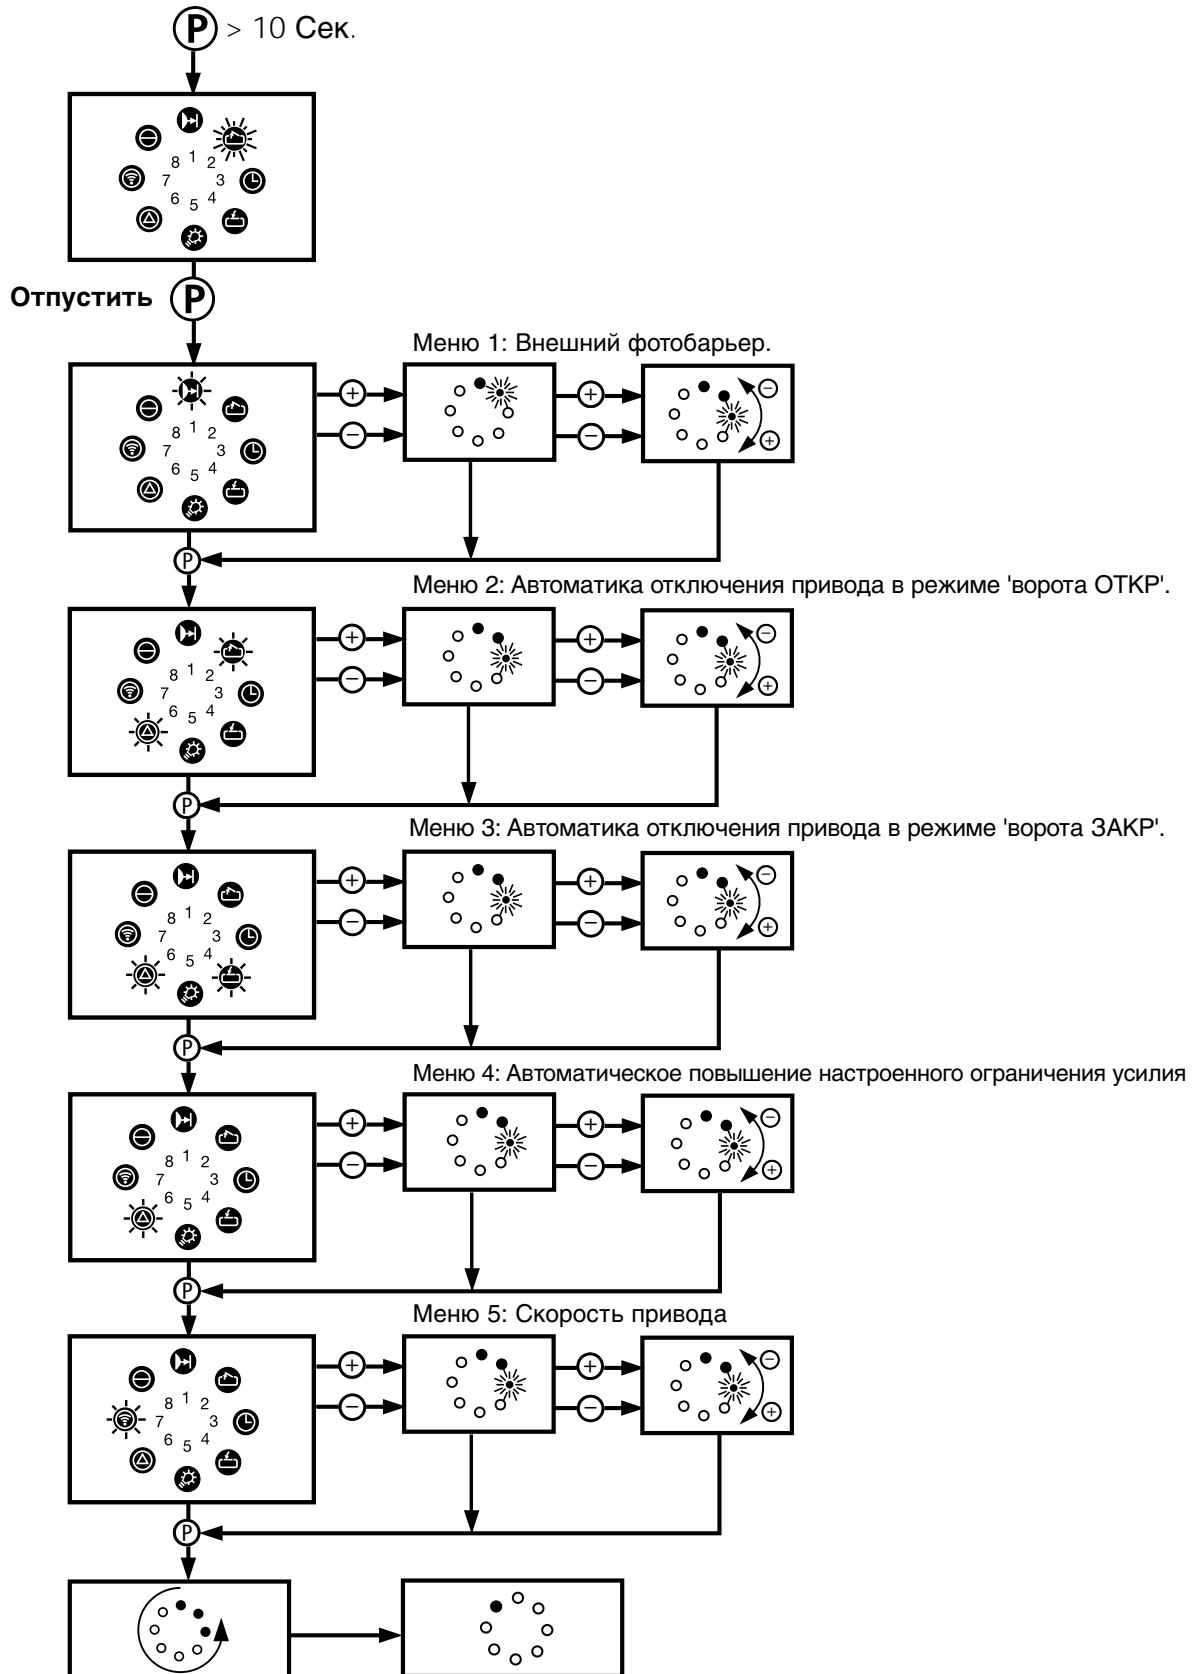 P > 10 Сек.
8 1 2
7 3
6 5 4
Отпустить P
Меню 1: Внешний фотобарьер.
8 1 2
7 3
6 5 4
+ + −
− − +
P
Меню 2: Автоматика отключения привода в режиме 'ворота ОТКР'.
8 1 2
7 3
6 5 4
+ + −
− − +
P
Меню 3: Автоматика отключения привода в режиме 'ворота ЗАКР'.
8 1 2
7 3
6 5 4
+ + −
− − +
P
Меню 4: Автоматическое повышение настроенного ограничения усилия
8 1 2
7 3
6 5 4
+ + −
− − +
P
Меню 5: Скорость привода
8 1 2
7 3
6 5 4
+ + −
− − +
P